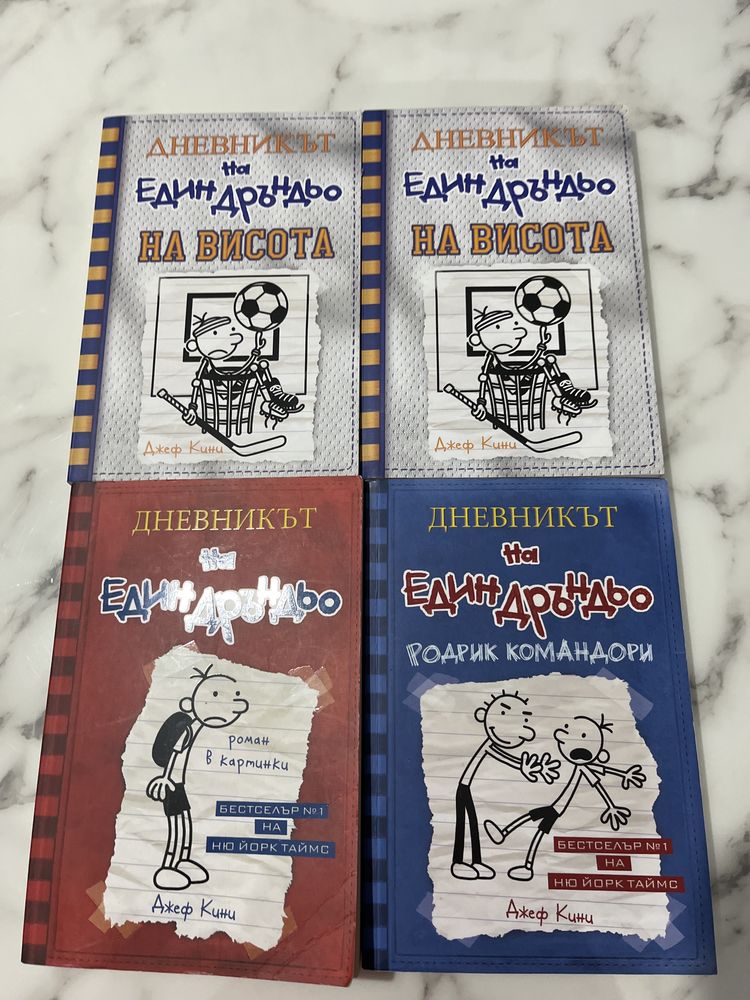 ДНЕВНИКЪТ
на
ЕДИН ДРЪНДЬО
НА ВИСОТА
Джеф Кини
ДНЕВНИКЪТ
на
ЕДИН ДРЪНДЬО
НА ВИСОТА
Джеф Кини
ДНЕВНИКЪТ
на
ЕДИН ДРЪНДЬО
роман
в картинки
БЕСТСЕЛЪР №1
НА
НЮ ЙОРК ТАЙМС
Джеф Кини
ДНЕВНИКЪТ
на
ЕДИН ДРЪНДЬО
РОДРИК КОМАНДОРИ
БЕСТСЕЛЪР №1
НА
НЮ ЙОРК ТАЙМС
Джеф Кини